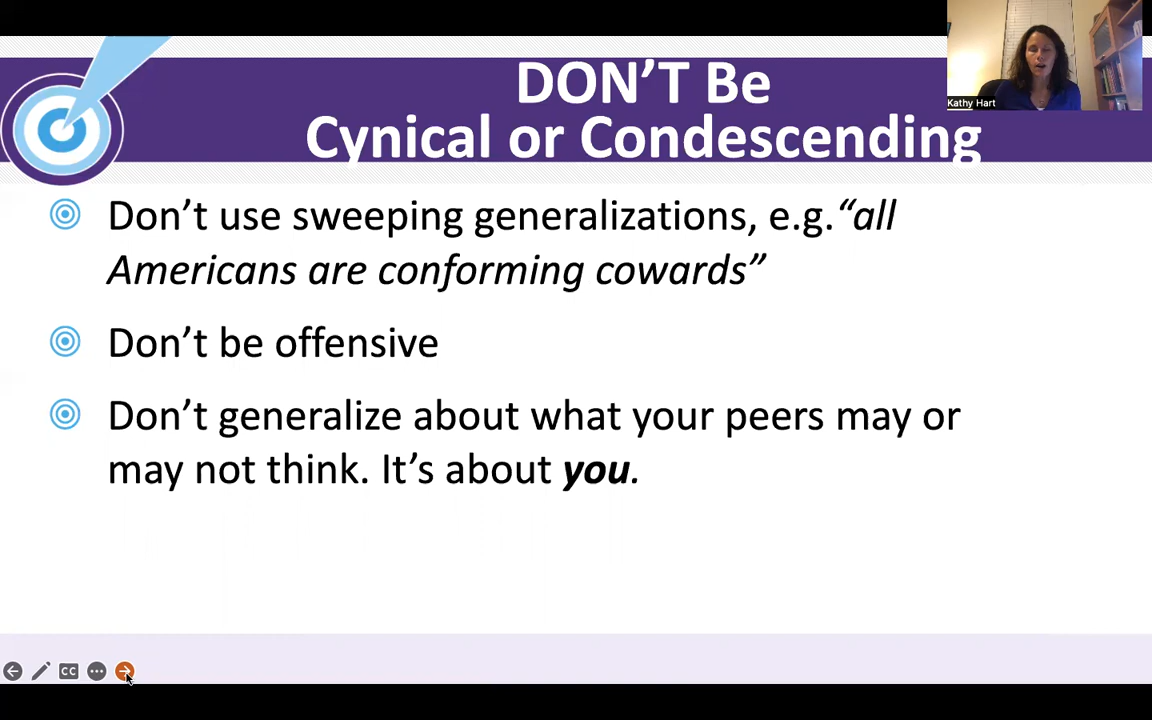 DON’T Be
Cynical or Condescending
Kathy Hart
Don’t use sweeping generalizations, e.g.“all
Americans are conforming cowards”
Don’t be offensive
Don’t generalize about what your peers may or
may not think. It’s about you.
CC